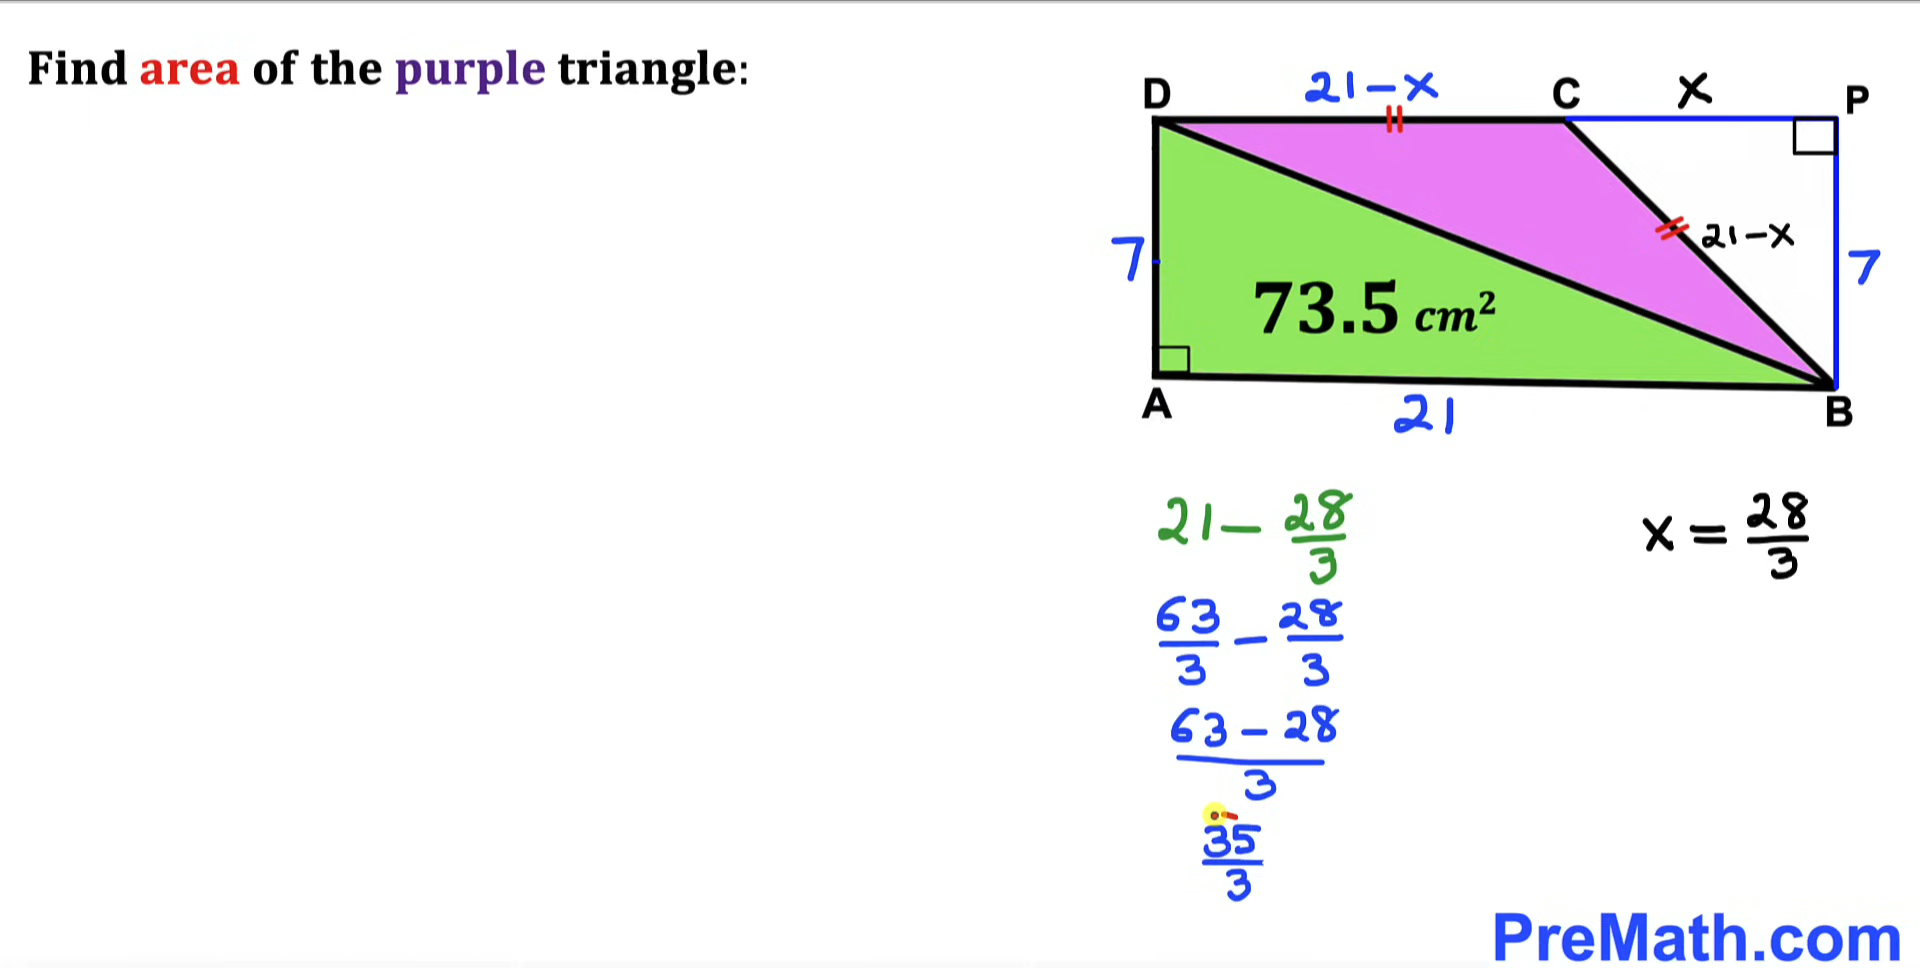 Find area of the purple triangle:
D 21-x C x P
7 21-x 7
73.5 cm²
A 21 B
21 - 28/3
x = 28/3
63/3 - 28/3
63 - 28
3
35/3
PreMath.com